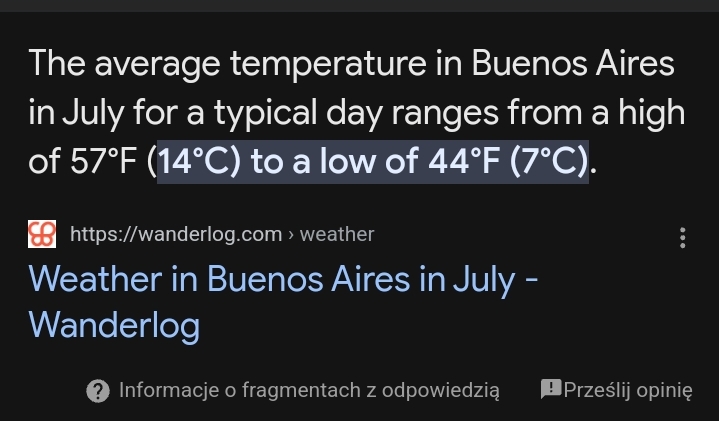 The average temperature in Buenos Aires
in July for a typical day ranges from a high
of 57°F (14°C) to a low of 44°F (7°C).
https://wanderlog.com › weather
Weather in Buenos Aires in July -
Wanderlog
Informacje o fragmentach z odpowiedzią
Prześlij opinię